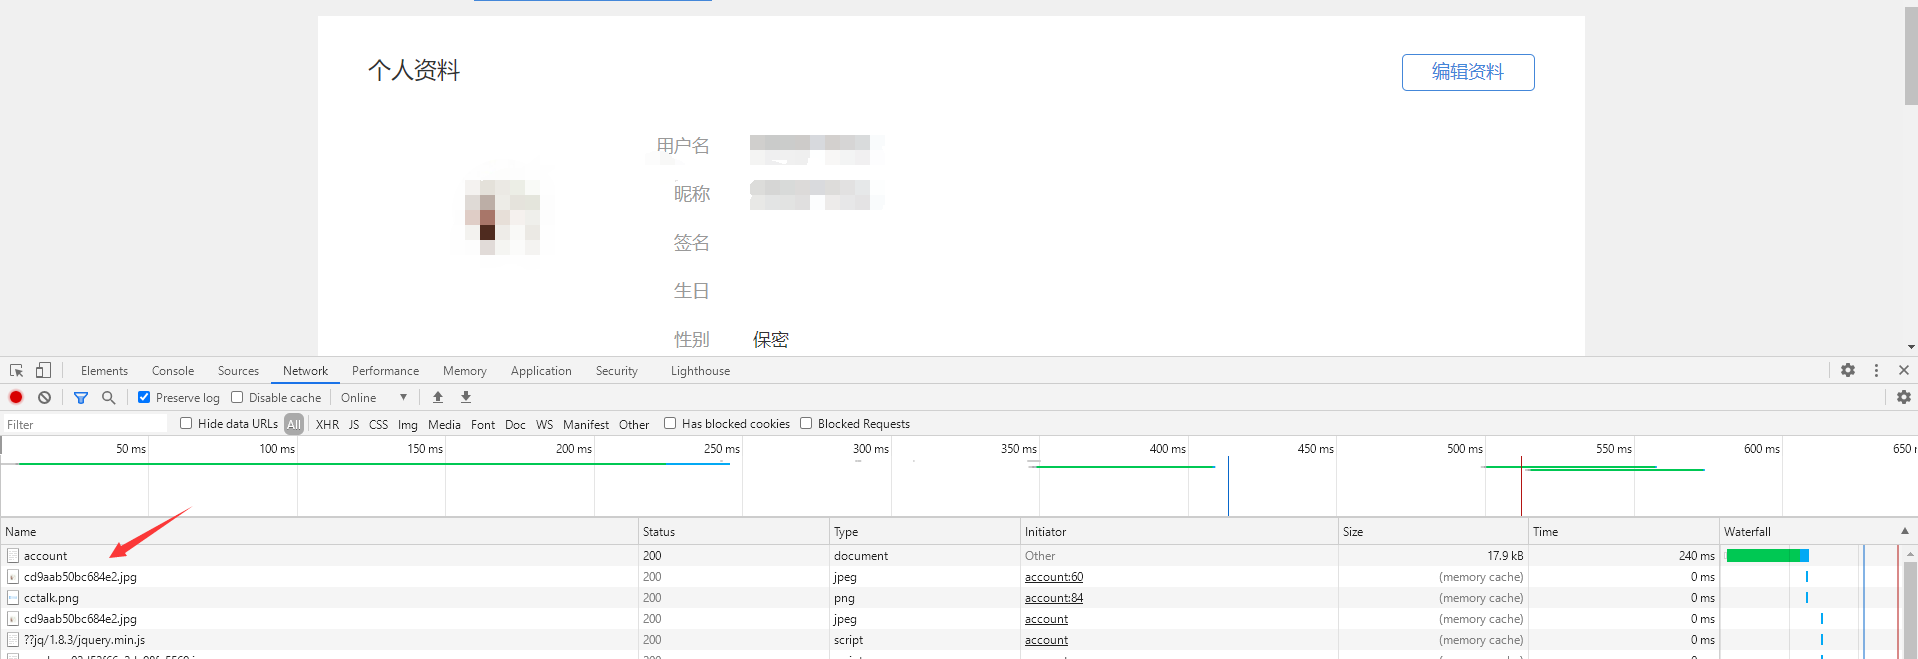 个人资料
编辑资料
用户名
昵称
签名
生日
性别 保密
Elements Console Sources Network Performance Memory Application Security Lighthouse
Preserve log Disable cache Online
Filter Hide data URLs All XHR JS CSS Img Media Font Doc WS Manifest Other Has blocked cookies Blocked Requests
50 ms 100 ms 150 ms 200 ms 250 ms 300 ms 350 ms 400 ms 450 ms 500 ms 550 ms 600 ms 650
Name Status Type Initiator Size Time Waterfall
account 200 document Other 17.9 kB 240 ms
cd9aab50bc684e2.jpg 200 jpeg account:60 (memory cache) 0 ms
cctalk.png 200 png account:84 (memory cache) 0 ms
cd9aab50bc684e2.jpg 200 jpeg account (memory cache) 0 ms
??jq/1.8.3/jquery.min.js 200 script account (memory cache) 0 ms